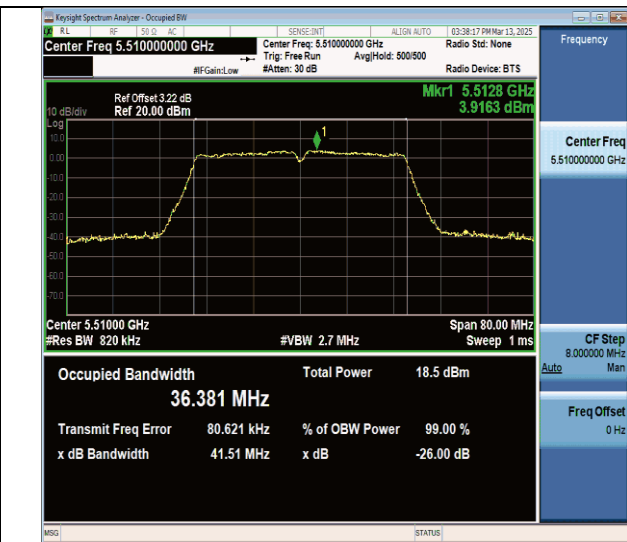 Keysight Spectrum Analyzer - Occupied BW
RL RF 50 Ω AC SENSE:INT ALIGN AUTO 03:38:17 PM Mar 13, 2025
Center Freq 5.510000000 GHz Center Freq: 5.510000000 GHz Radio Std: None Frequency
Trig: Free Run Avg|Hold: 500/500
#IFGain:Low #Atten: 30 dB Radio Device: BTS
Mkr1 5.5128 GHz
3.9163 dBm
Ref Offset 3.22 dB
10 dB/div Ref 20.00 dBm
Log
10.0
0.00
-10.0
-20.0
-30.0
-40.0
-50.0
-60.0
-70.0
1
Center Freq
5.510000000 GHz
Center 5.51000 GHz Span 80.00 MHz
#Res BW 820 kHz #VBW 2.7 MHz Sweep 1 ms
CF Step
8.000000 MHz
Auto Man
Occupied Bandwidth Total Power 18.5 dBm
36.381 MHz
Transmit Freq Error 80.621 kHz % of OBW Power 99.00 %
x dB Bandwidth 41.51 MHz x dB -26.00 dB
Freq Offset
0 Hz
MSG STATUS